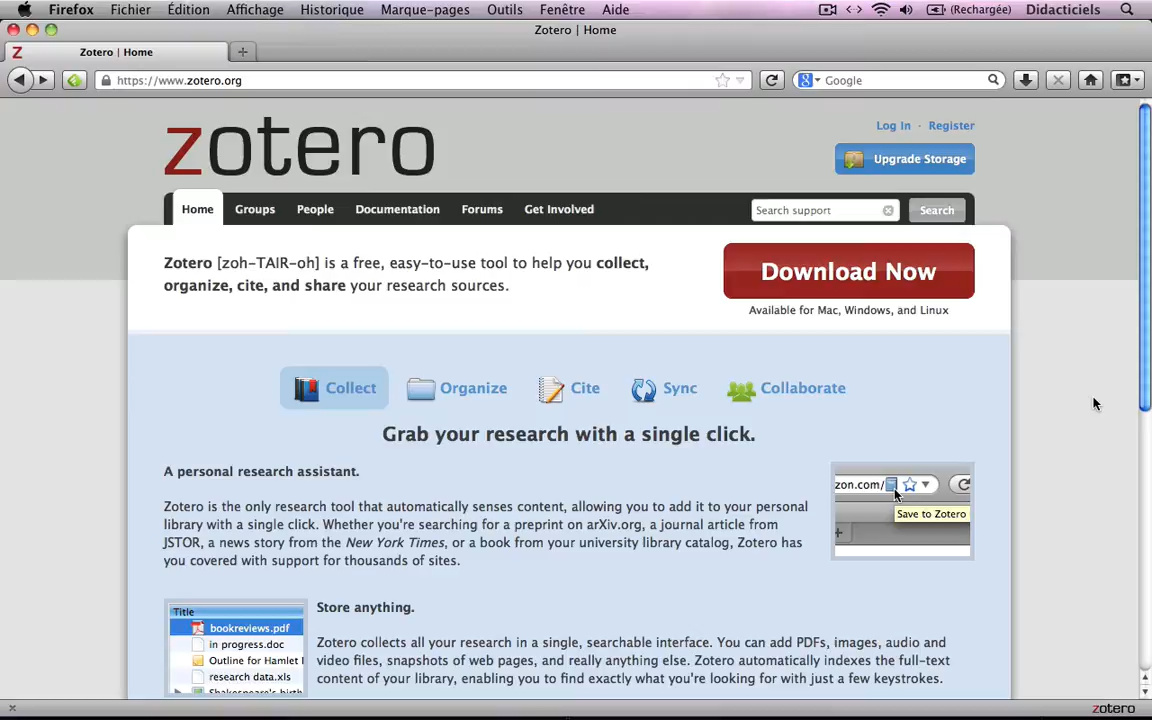 Firefox Fichier Édition Affichage Historique Marque-pages Outils Fenêtre Aide (Rechargée) Didacticiels
Zotero | Home
Zotero | Home
https://www.zotero.org
Google
zotero
Log In · Register
Upgrade Storage
Home Groups People Documentation Forums Get Involved
Search support
Search
Zotero [zoh-TAIR-oh] is a free, easy-to-use tool to help you collect,
organize, cite, and share your research sources.
Download Now
Available for Mac, Windows, and Linux
Collect Organize Cite Sync Collaborate
Grab your research with a single click.
A personal research assistant.
Zotero is the only research tool that automatically senses content, allowing you to add it to your personal
library with a single click. Whether you're searching for a preprint on arXiv.org, a journal article from
JSTOR, a news story from the New York Times, or a book from your university library catalog, Zotero has
you covered with support for thousands of sites.
zon.com/
Save to Zotero
Title
bookreviews.pdf
in progress.doc
Outline for Hamlet
research data.xls
Shakespeare's birth
Store anything.
Zotero collects all your research in a single, searchable interface. You can add PDFs, images, audio and
video files, snapshots of web pages, and really anything else. Zotero automatically indexes the full-text
content of your library, enabling you to find exactly what you're looking for with just a few keystrokes.
zotero